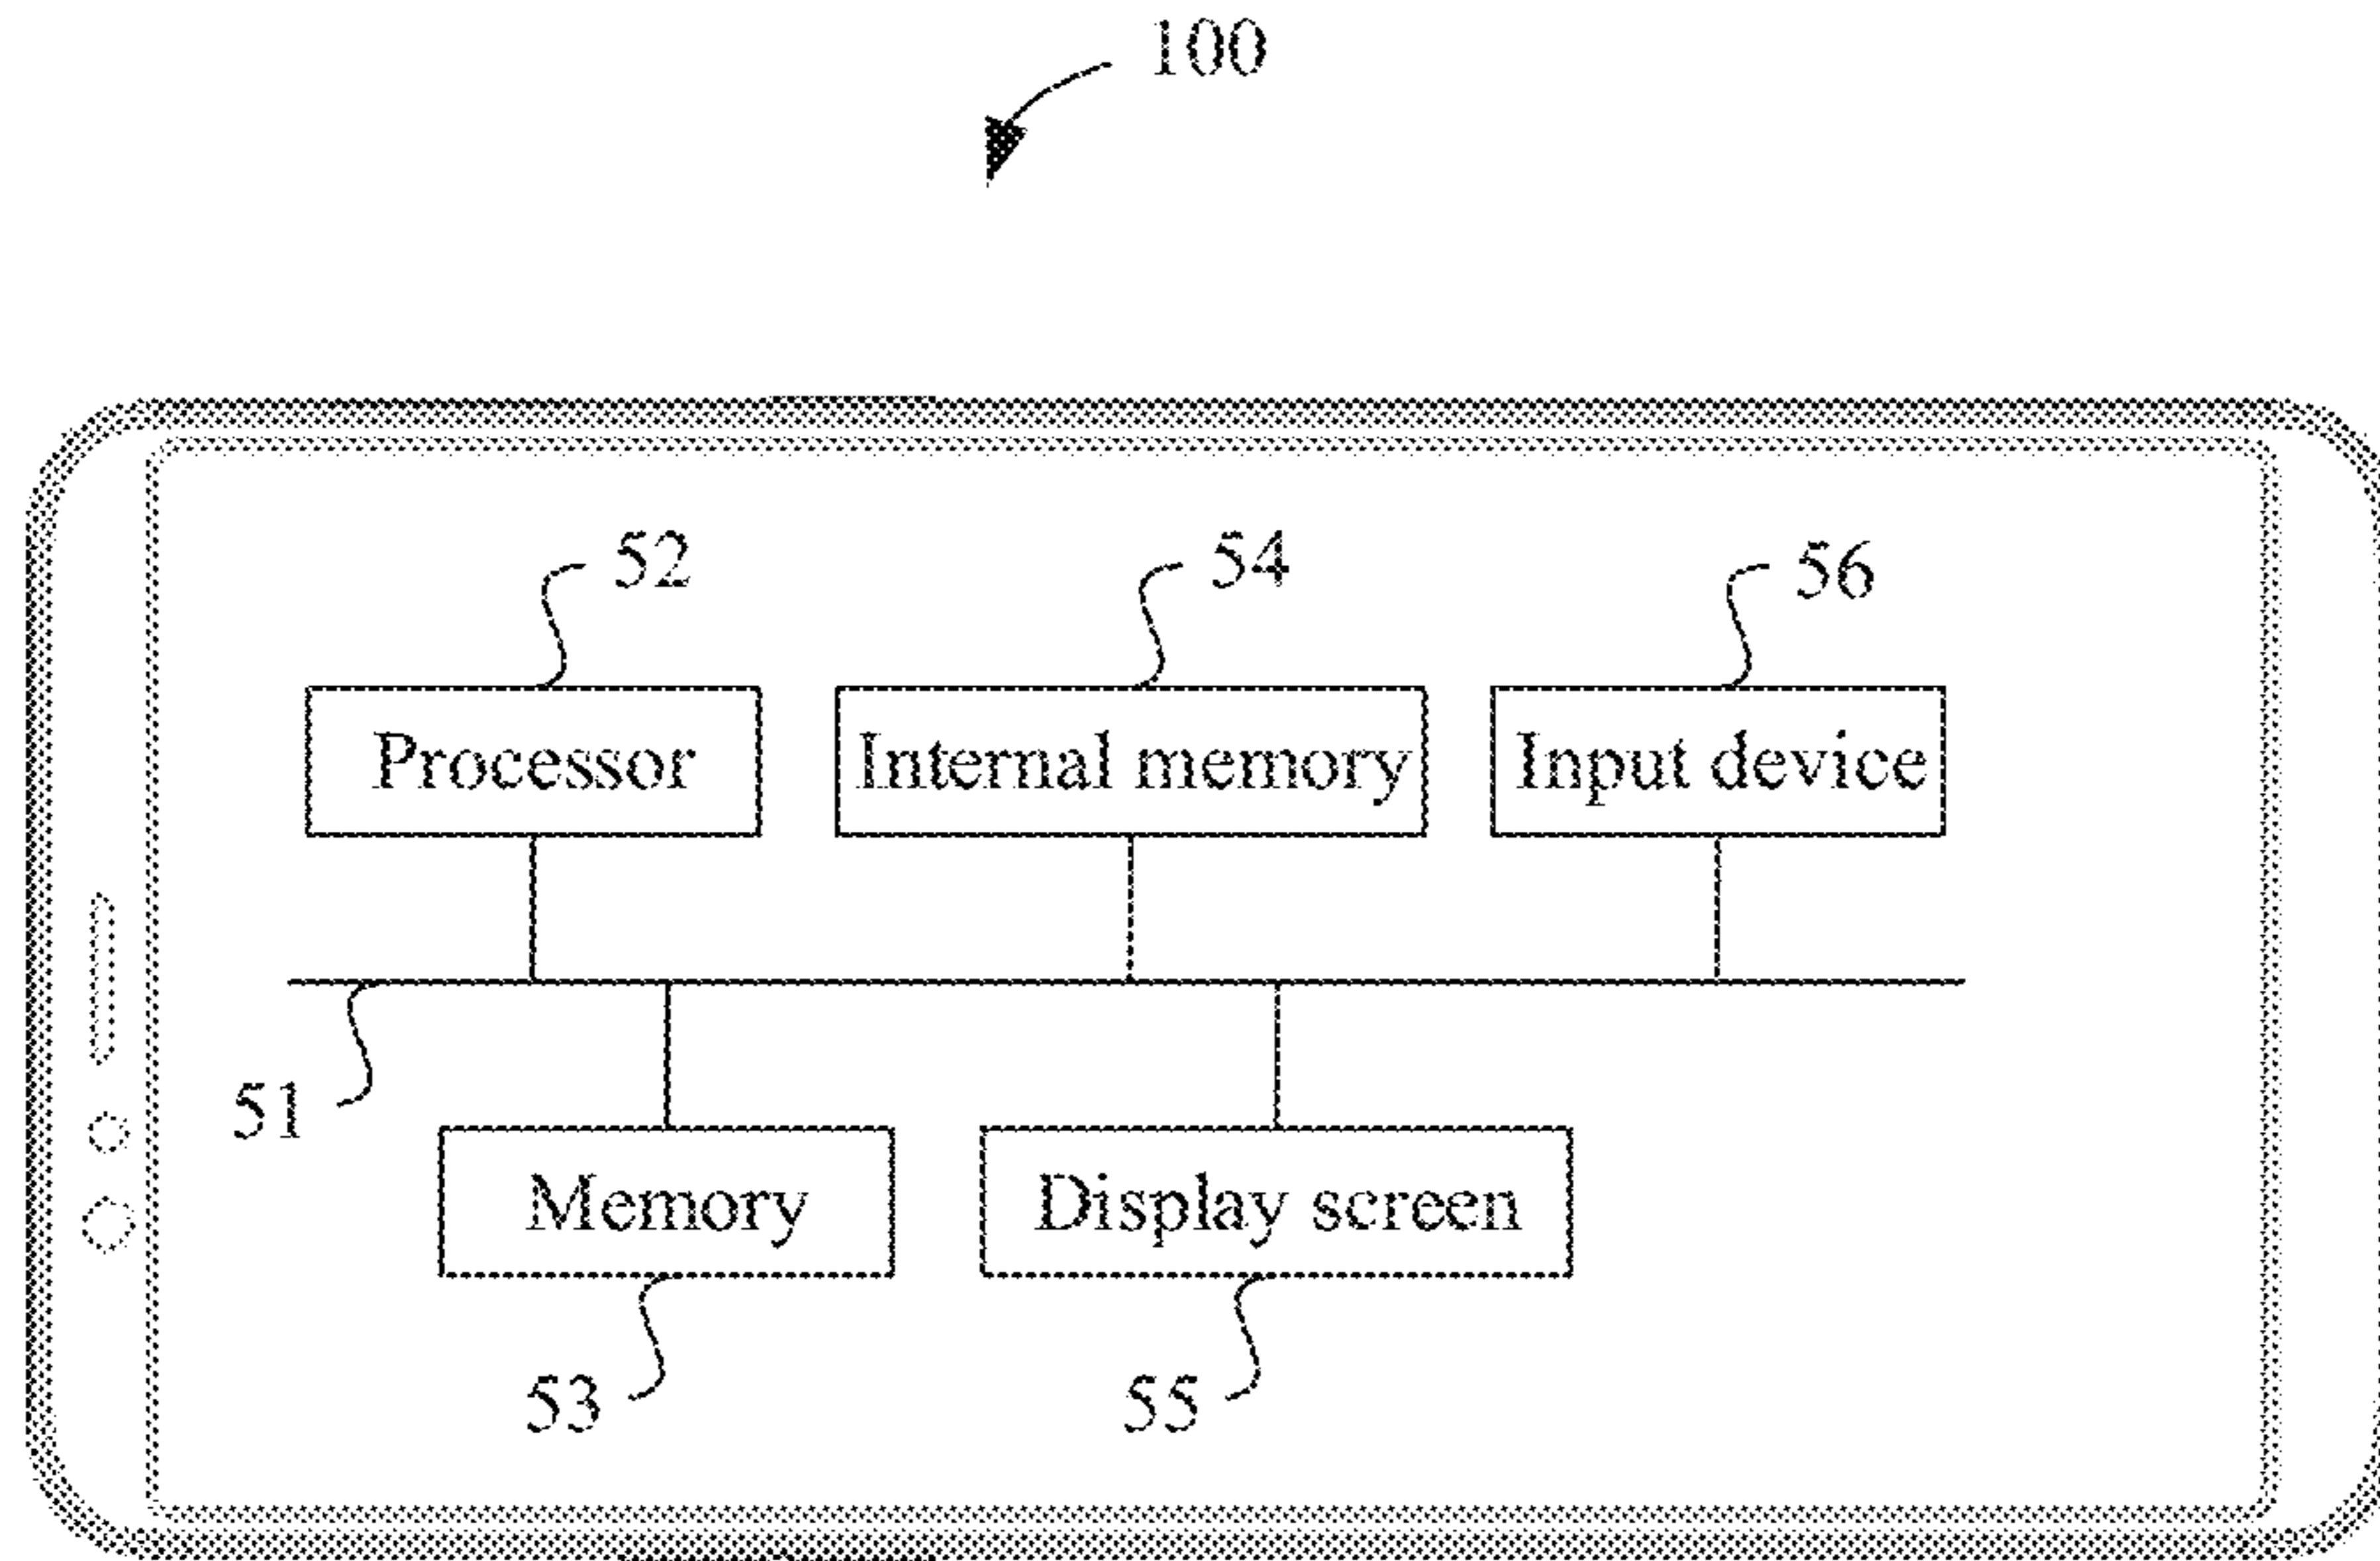 100
52
54
56
Processor
Internal memory
Input device
51
Memory
Display screen
53
55